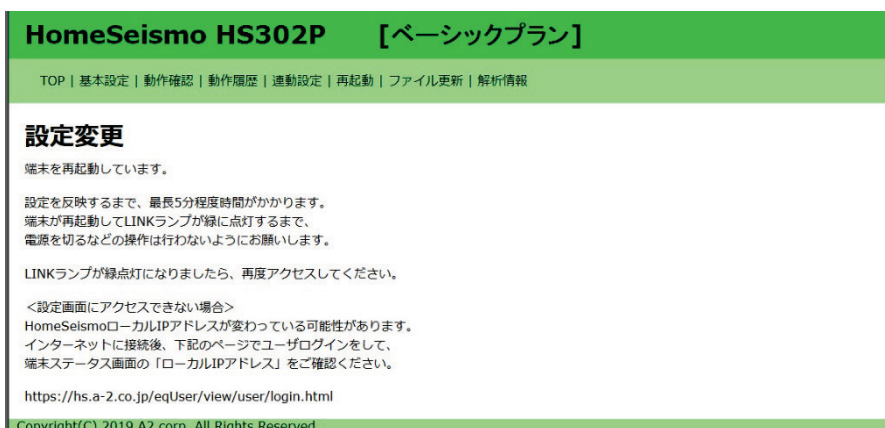 HomeSeismo HS302P [ベーシックプラン]
TOP | 基本設定 | 動作確認 | 動作履歴 | 連動設定 | 再起動 | ファイル更新 | 解析情報
設定変更
端末を再起動しています。
設定を反映するまで、最長5分程度時間がかかります。
端末が再起動してLINKランプが緑に点灯するまで、
電源を切るなどの操作は行わないようにお願いします。
LINKランプが緑点灯になりましたら、再度アクセスしてください。
<設定画面にアクセスできない場合>
HomeSeismoローカルIPアドレスが変わっている可能性があります。
インターネットに接続後、下記のページでユーザログインをして、
端末ステータス画面の「ローカルIPアドレス」をご確認ください。
https://hs.a-2.co.jp/eqUser/view/user/login.html
Copyright(C) 2019 A2 corp. All Rights Reserved